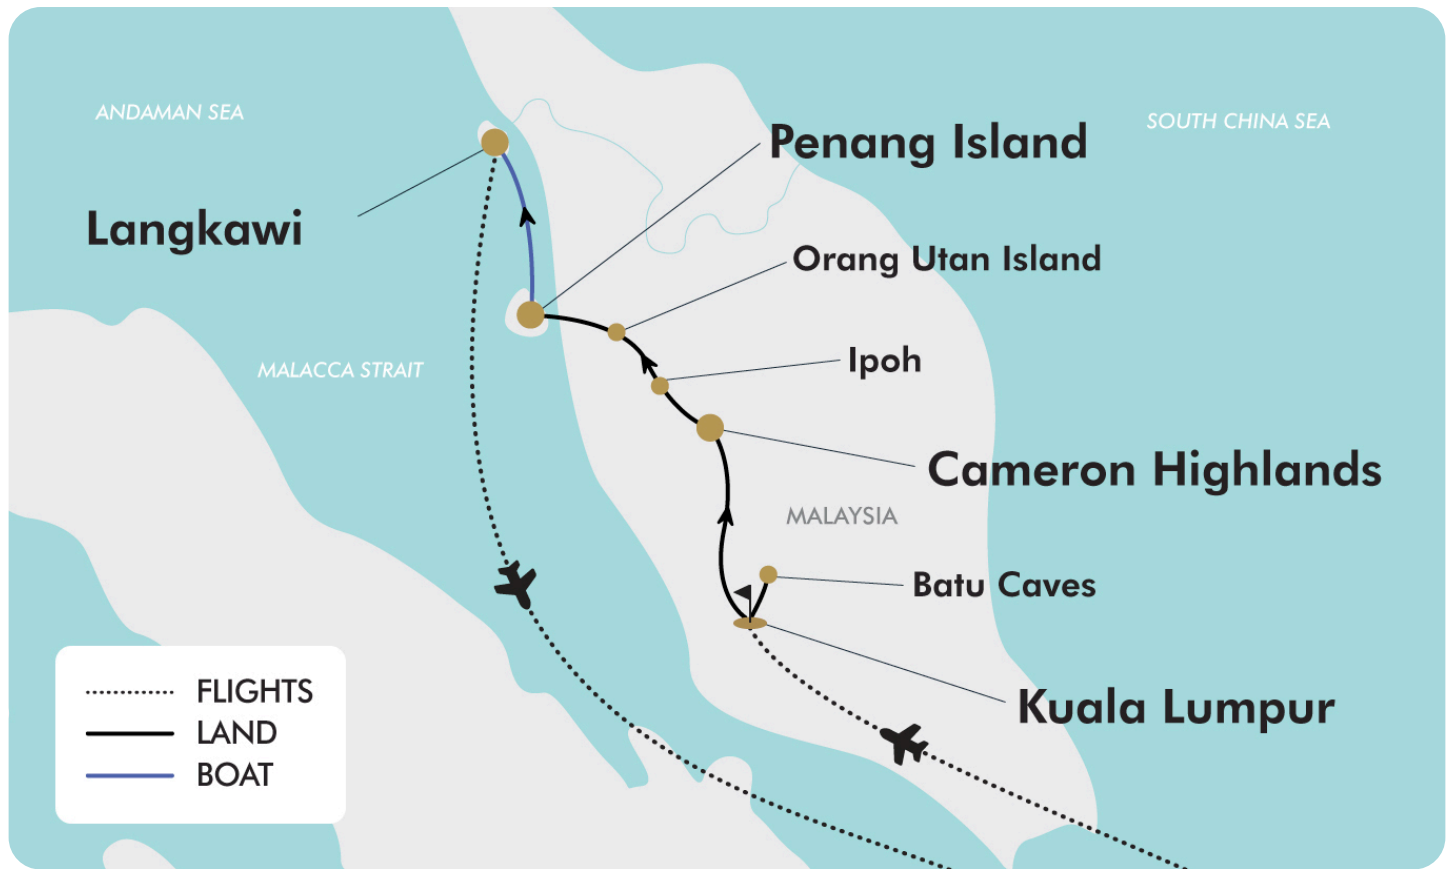 ANDAMAN SEA
SOUTH CHINA SEA
Penang Island
Langkawi
Orang Utan Island
Ipoh
MALACCA STRAIT
Cameron Highlands
MALAYSIA
Batu Caves
Kuala Lumpur
FLIGHTS
LAND
BOAT